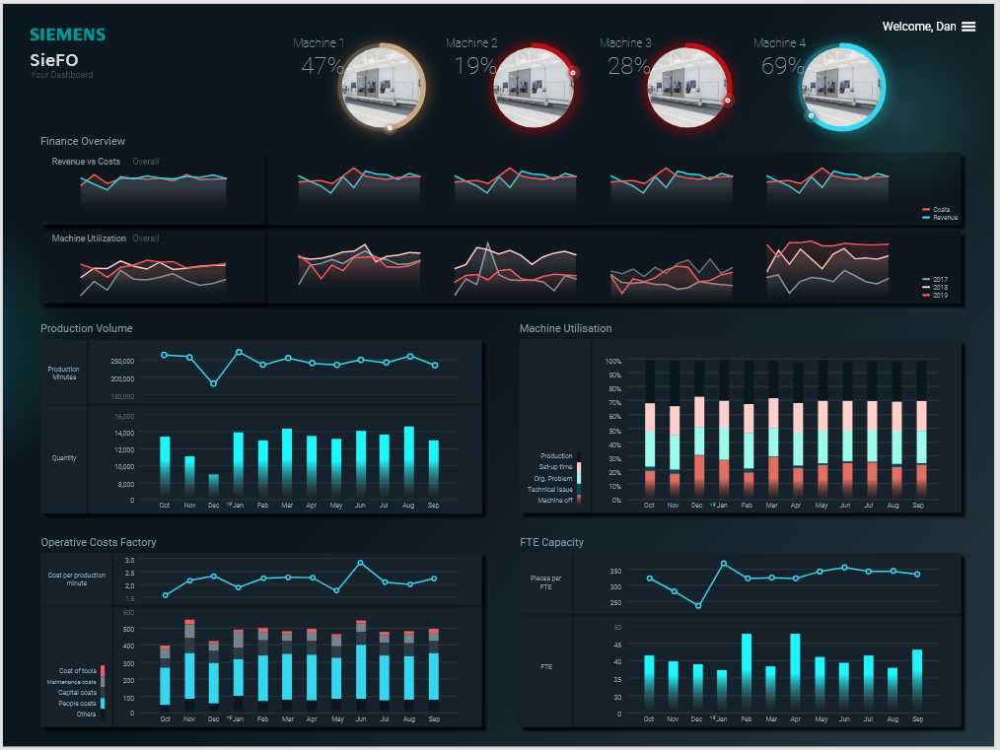 SIEMENS
Welcome, Dan
SieFO
Your Dashboard
Machine 1
47%
Machine 2
19%
Machine 3
28%
Machine 4
69%
Finance Overview
Revenue vs Costs Overall
Costs
Revenue
Machine Utilization Overall
2017
2018
2019
Production Volume
Production
Minutes
250,000
200,000
150,000
Quantity
16,000
14,000
12,000
10,000
8,000
0
Oct Nov Dec 19' Jan Feb Mar Apr May Jun Jul Aug Sep
Machine Utilisation
100%
90%
80%
70%
60%
50%
40%
30%
20%
10%
0%
Production
Set-up time
Org. Problem
Technical Issue
Machine off
Oct Nov Dec 19' Jan Feb Mar Apr May Jun Jul Aug Sep
Operative Costs Factory
Cost per production
minute
3.0
2.5
2.0
1.5
600
500
400
300
200
100
0
Cost of tools
Maintenance costs
Capital costs
People costs
Others
Oct Nov Dec 19' Jan Feb Mar Apr May Jun Jul Aug Sep
FTE Capacity
Pieces per
FTE
350
300
250
FTE
50
45
40
35
30
0
Oct Nov Dec 19' Jan Feb Mar Apr May Jun Jul Aug Sep